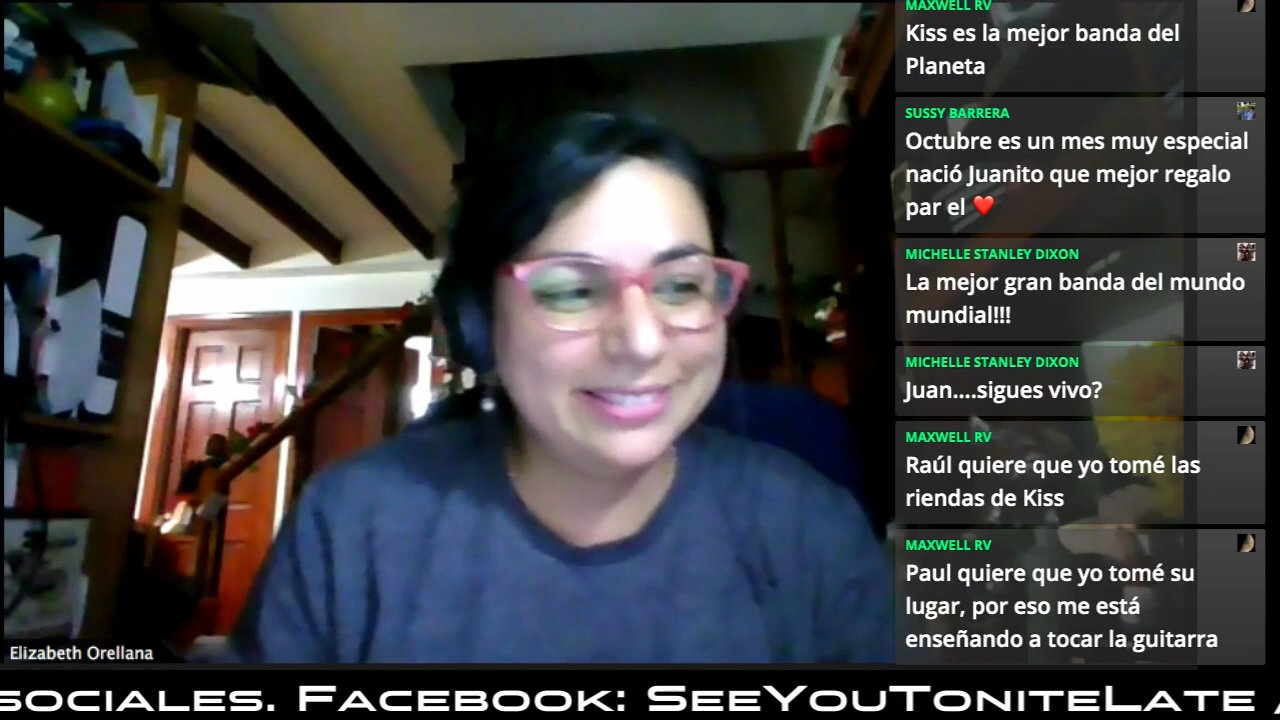 MAXWELL RV
Kiss es la mejor banda del
Planeta
SUSSY BARRERA
Octubre es un mes muy especial
nació Juanito que mejor regalo
par el ❤️
MICHELLE STANLEY DIXON
La mejor gran banda del mundo
mundial!!!
MICHELLE STANLEY DIXON
Juan....sigues vivo?
MAXWELL RV
Raúl quiere que yo tomé las
riendas de Kiss
MAXWELL RV
Paul quiere que yo tomé su
lugar, por eso me está
enseñando a tocar la guitarra
Elizabeth Orellana
SOCIALES. FACEBOOK: SEEYOUTONITELATE